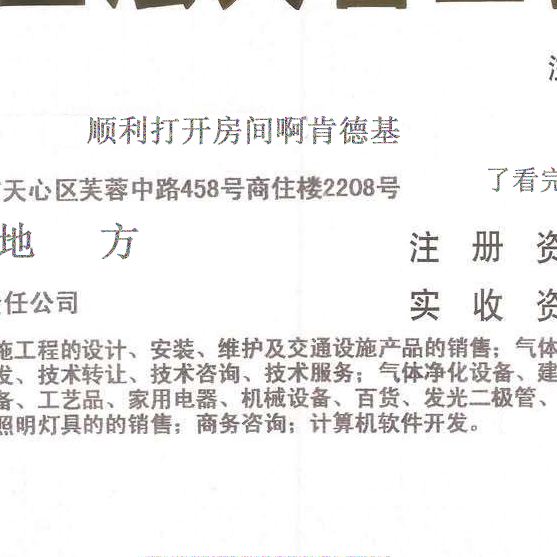 顺利打开房间啊肯德基
天心区芙蓉中路458号商住楼2208号
了看完
地 方
注 册 资
任公司
实 收 资
施工程的设计、安装、维护及交通设施产品的销售；气体
发、技术转让、技术咨询、技术服务；气体净化设备、建
备、工艺品、家用电器、机械设备、百货、发光二极管、
照明灯具的的销售；商务咨询；计算机软件开发。